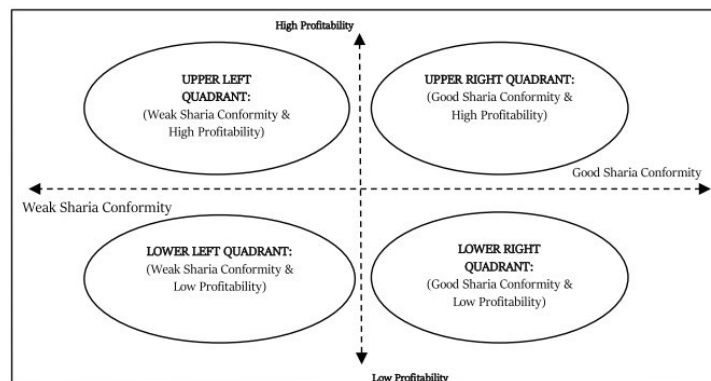 High Profitability
UPPER LEFT
QUADRANT:
(Weak Sharia Conformity &
High Profitability)
UPPER RIGHT QUADRANT:
(Good Sharia Conformity &
High Profitability)
Good Sharia Conformity
Weak Sharia Conformity
LOWER LEFT QUADRANT:
(Weak Sharia Conformity &
Low Profitability)
LOWER RIGHT
QUADRANT:
(Good Sharia Conformity &
Low Profitability)
Low Profitability